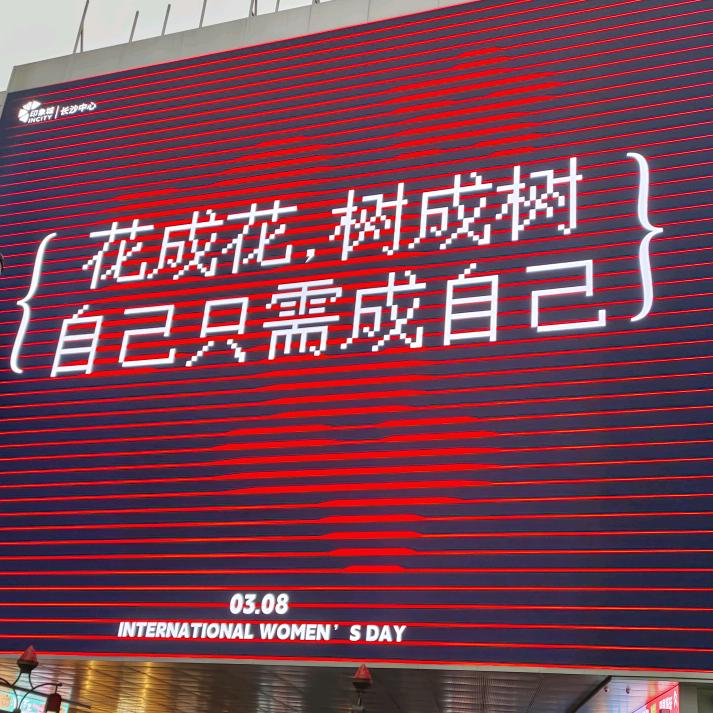 印象城 | 长沙中心
INCITY
{花成花,树成树
自己只需成自己}
03.08
INTERNATIONAL WOMEN'S DAY